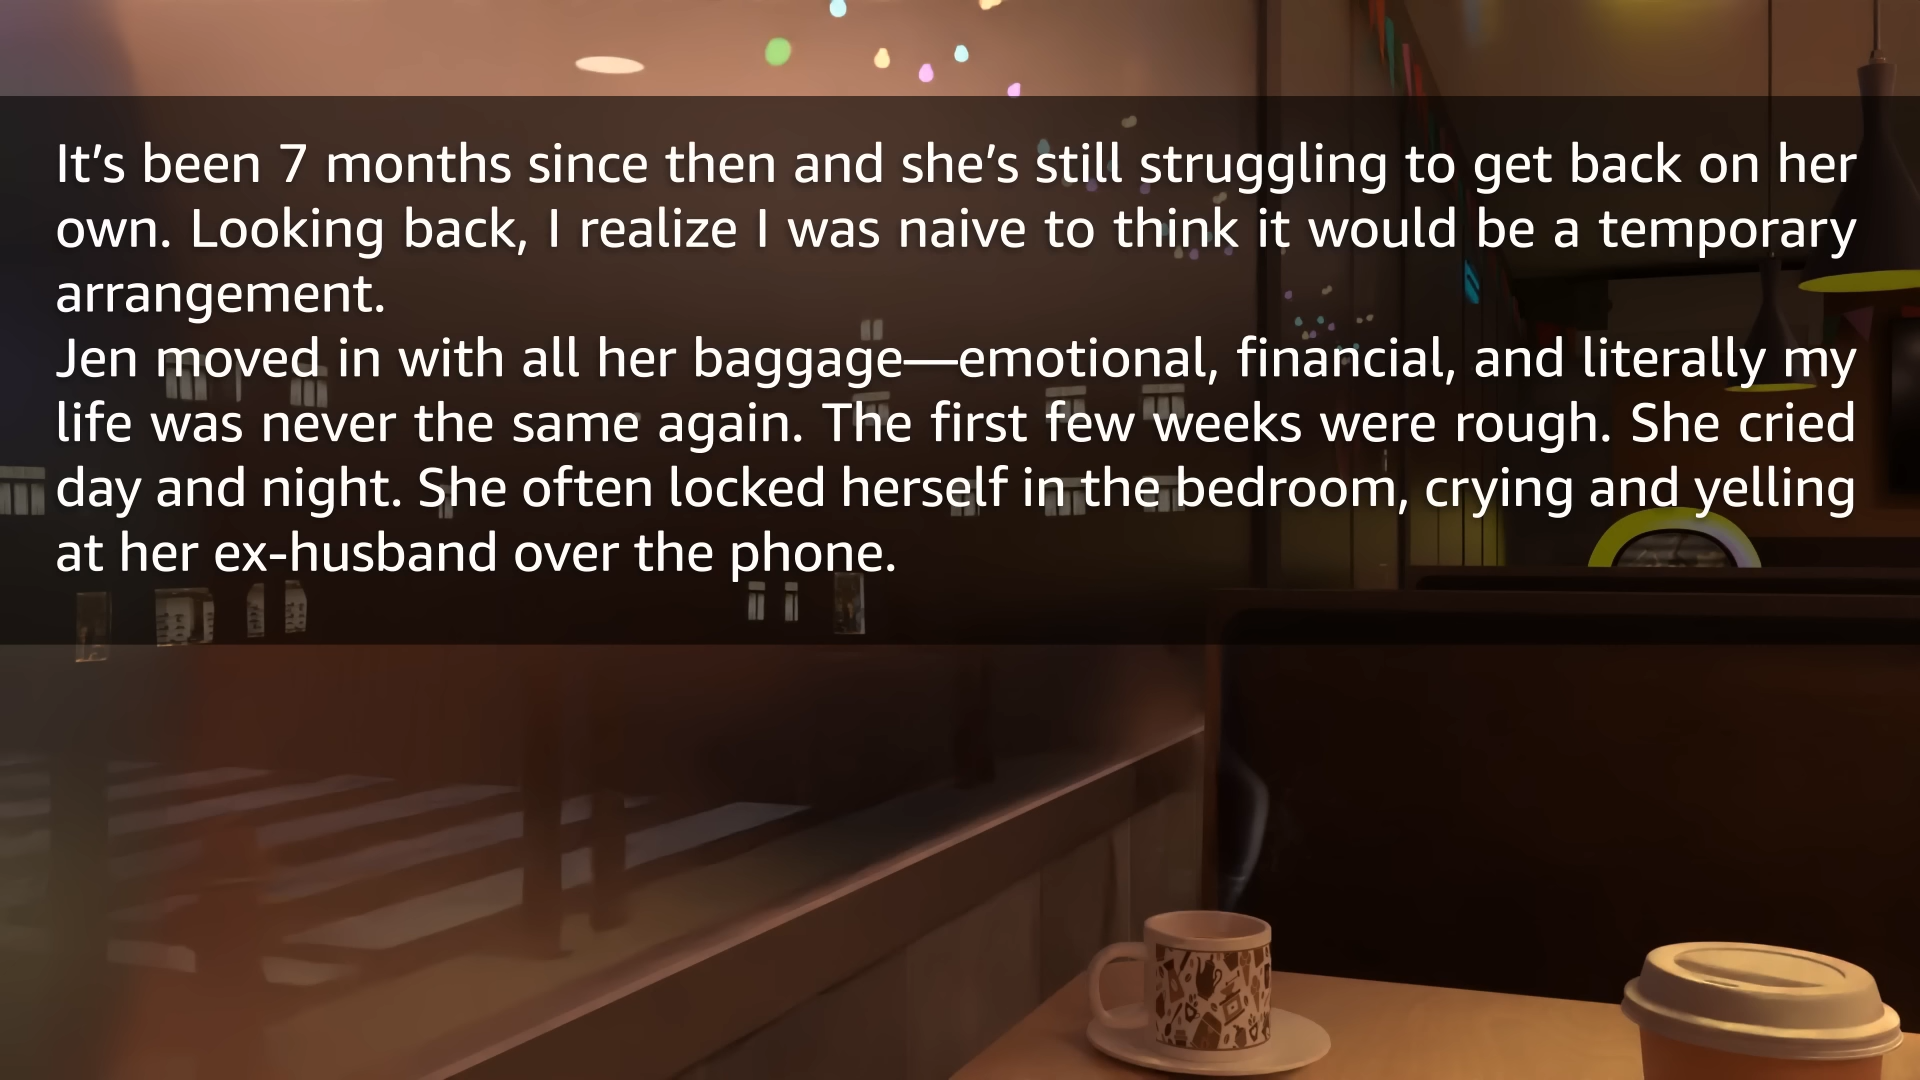 It’s been 7 months since then and she’s still struggling to get back on her
own. Looking back, I realize I was naive to think it would be a temporary
arrangement.
Jen moved in with all her baggage—emotional, financial, and literally my
life was never the same again. The first few weeks were rough. She cried
day and night. She often locked herself in the bedroom, crying and yelling
at her ex-husband over the phone.